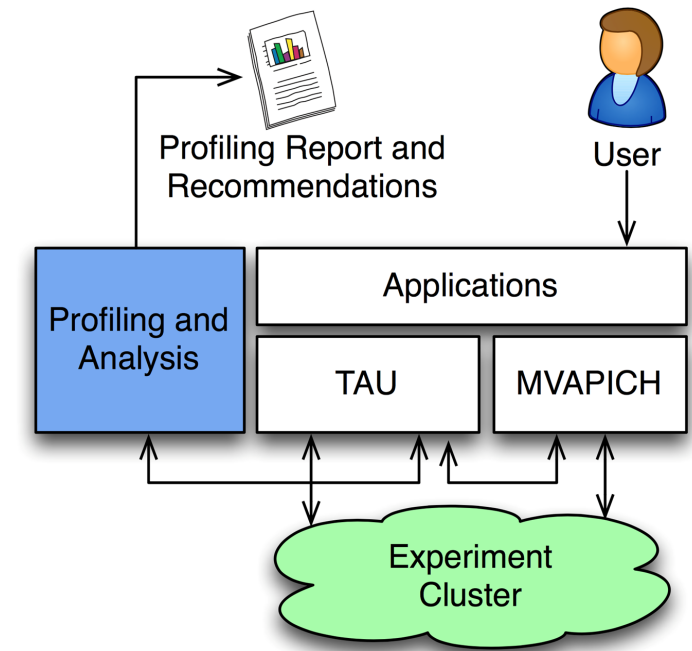 Profiling Report and
Recommendations
User
Applications
Profiling and
Analysis
TAU
MVAPICH
Experiment
Cluster